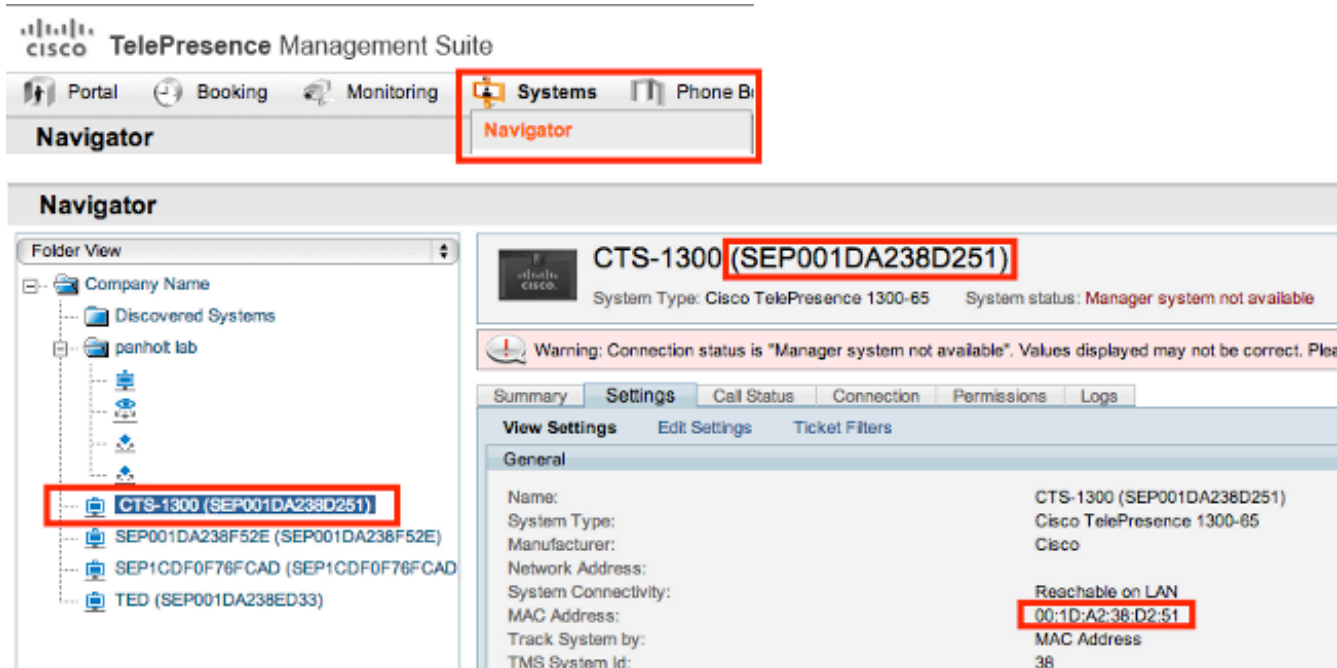 CISCO TelePresence Management Suite
Portal Booking Monitoring Systems Phone B
Navigator
Navigator
Navigator
Folder View
Company Name
Discovered Systems
panholt lab
CTS-1300 (SEP001DA238D251)
SEP001DA238F52E (SEP001DA238F52E)
SEP1CDF0F76FCAD (SEP1CDF0F76FCAD
TED (SEP001DA238ED33)
CISCO.
CTS-1300 (SEP001DA238D251)
System Type: Cisco TelePresence 1300-65 System status: Manager system not available
Warning: Connection status is "Manager system not available". Values displayed may not be correct. Plea
Summary Settings Call Status Connection Permissions Logs
View Settings Edit Settings Ticket Filters
General
Name: CTS-1300 (SEP001DA238D251)
System Type: Cisco TelePresence 1300-65
Manufacturer: Cisco
Network Address:
System Connectivity: Reachable on LAN
MAC Address: 00:1D:A2:38:D2:51
Track System by: MAC Address
TMS System Id: 38